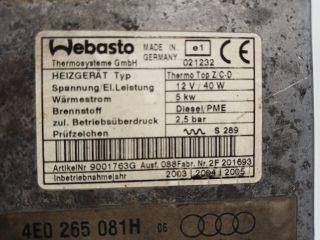 Webasto MADE IN GERMANY e1 CE
Thermosysteme GmbH 021232
HEIZGERÄT Typ Thermo Top Z/C-D
Spannung/El.Leistung 12 V / 40 W
Wärmestrom 5 kw
Brennstoff Diesel/PME
zul. Betriebsüberdruck 2,5 bar
Prüfzeichen S 289
ArtikelNr 9001763G Ausf. 088 Fabr. Nr. 2F 201693
Inbetriebnahmejahr 2003 2004 2005
4E0 265 081H 06